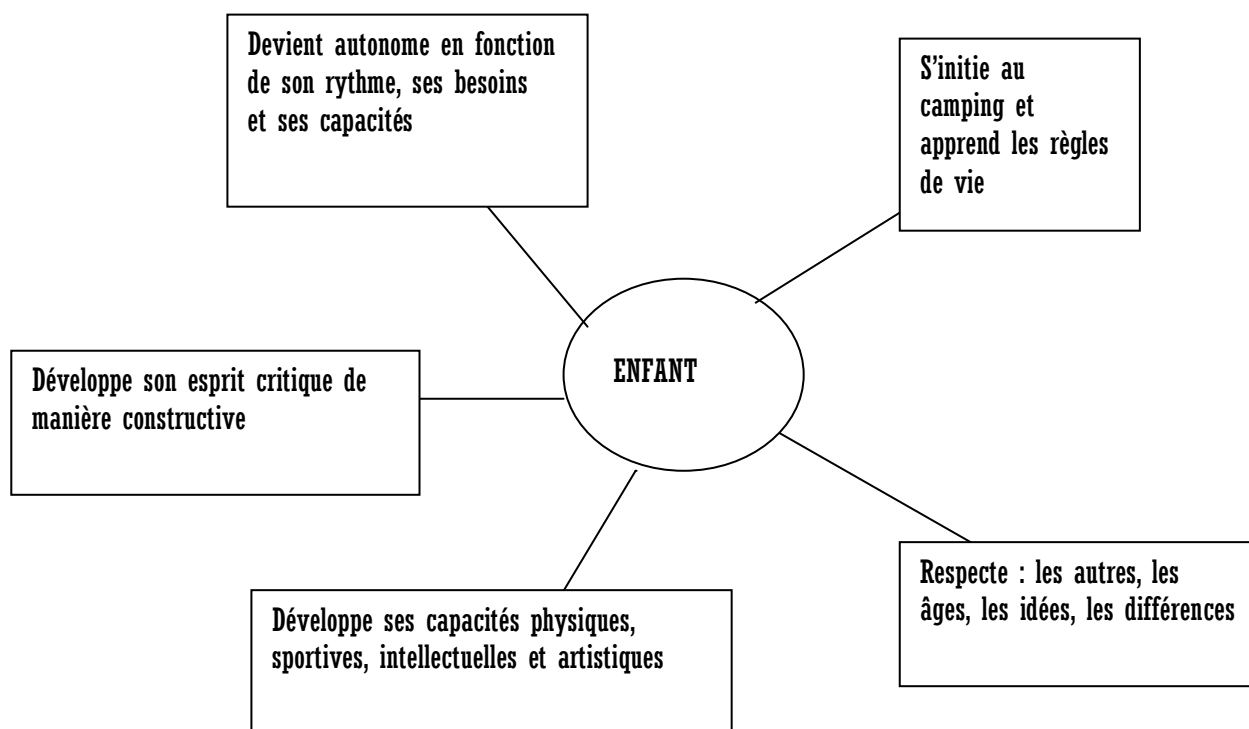 Devient autonome en fonction
de son rythme, ses besoins
et ses capacités
S'initie au
camping et
apprend les règles
de vie
ENFANT
Développe son esprit critique de
manière constructive
Respecte : les autres, les
âges, les idées, les différences
Développe ses capacités physiques,
sportives, intellectuelles et artistiques